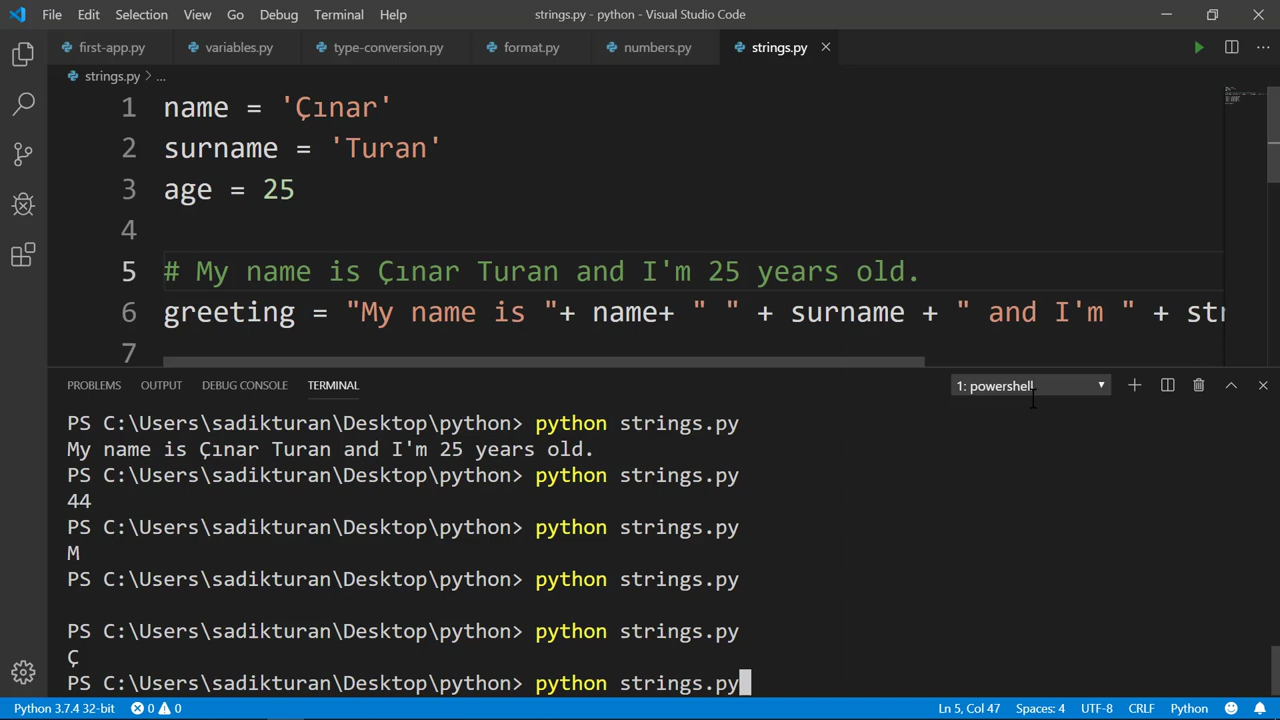 File Edit Selection View Go Debug Terminal Help strings.py - python - Visual Studio Code
first-app.py variables.py type-conversion.py format.py numbers.py strings.py
strings.py > ...
1 name = 'Çınar'
2 surname = 'Turan'
3 age = 25
4
5 # My name is Çınar Turan and I'm 25 years old.
6 greeting = "My name is "+ name+ " " + surname + " and I'm " + str
7
PROBLEMS OUTPUT DEBUG CONSOLE TERMINAL 1: powershell
PS C:\Users\sadikturan\Desktop\python> python strings.py
My name is Çınar Turan and I'm 25 years old.
PS C:\Users\sadikturan\Desktop\python> python strings.py
44
PS C:\Users\sadikturan\Desktop\python> python strings.py
M
PS C:\Users\sadikturan\Desktop\python> python strings.py
PS C:\Users\sadikturan\Desktop\python> python strings.py
Ç
PS C:\Users\sadikturan\Desktop\python> python strings.py
Python 3.7.4 32-bit 0 0 Ln 5, Col 47 Spaces: 4 UTF-8 CRLF Python